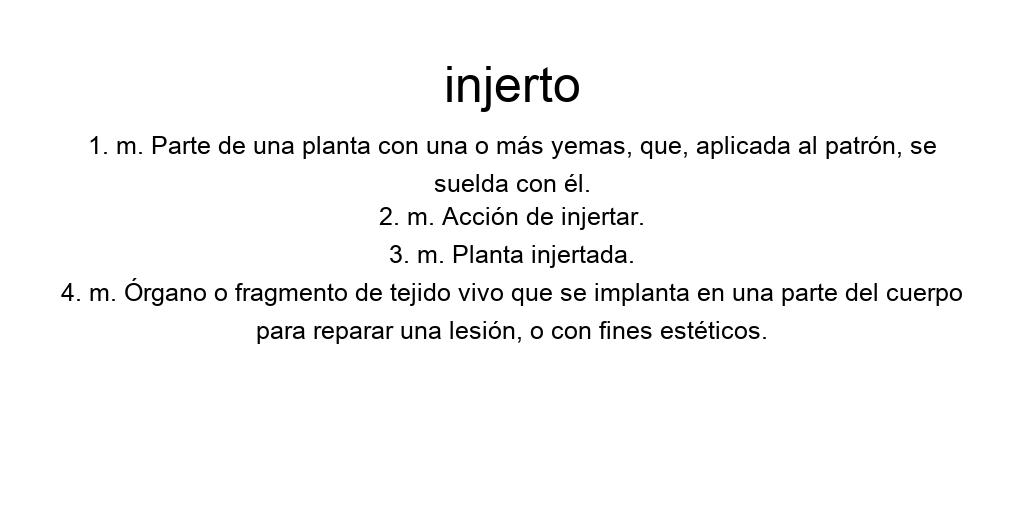 injerto
1. m. Parte de una planta con una o más yemas, que, aplicada al patrón, se
suelda con él.
2. m. Acción de injertar.
3. m. Planta injertada.
4. m. Órgano o fragmento de tejido vivo que se implanta en una parte del cuerpo
para reparar una lesión, o con fines estéticos.